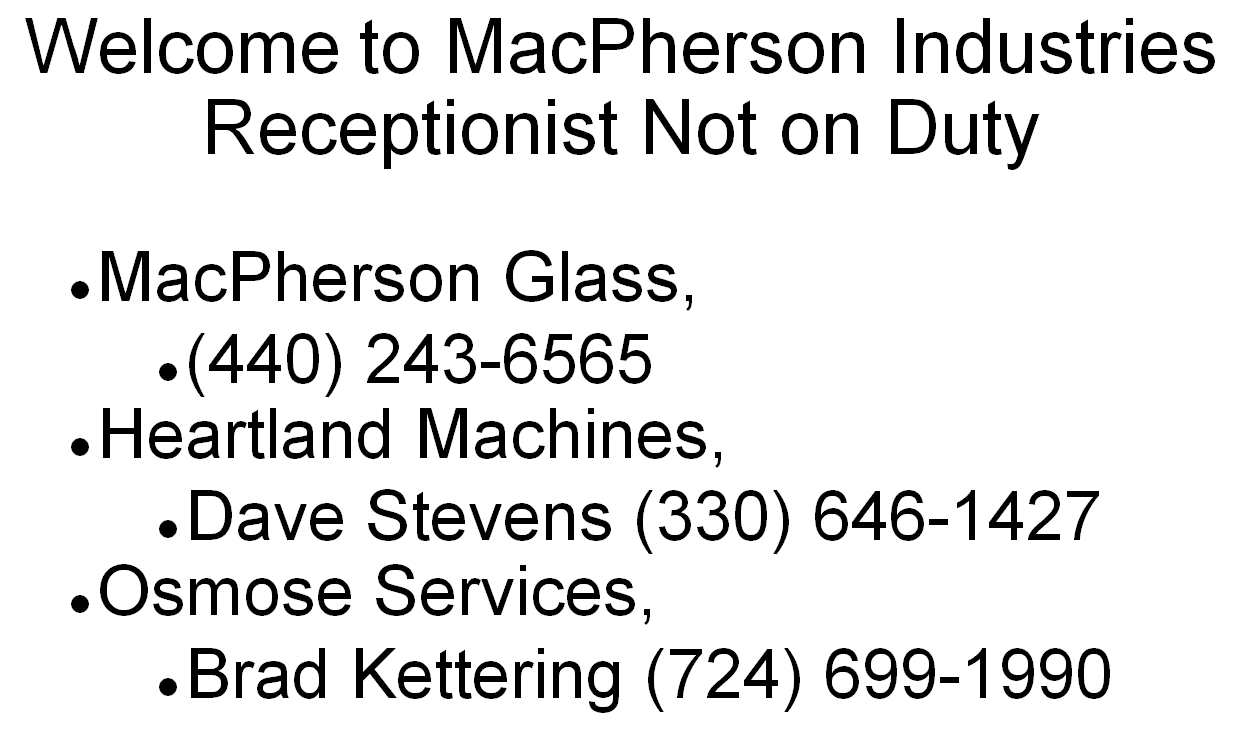 Welcome to MacPherson Industries
Receptionist Not on Duty
•MacPherson Glass,
•(440) 243-6565
•Heartland Machines,
•Dave Stevens (330) 646-1427
•Osmose Services,
•Brad Kettering (724) 699-1990